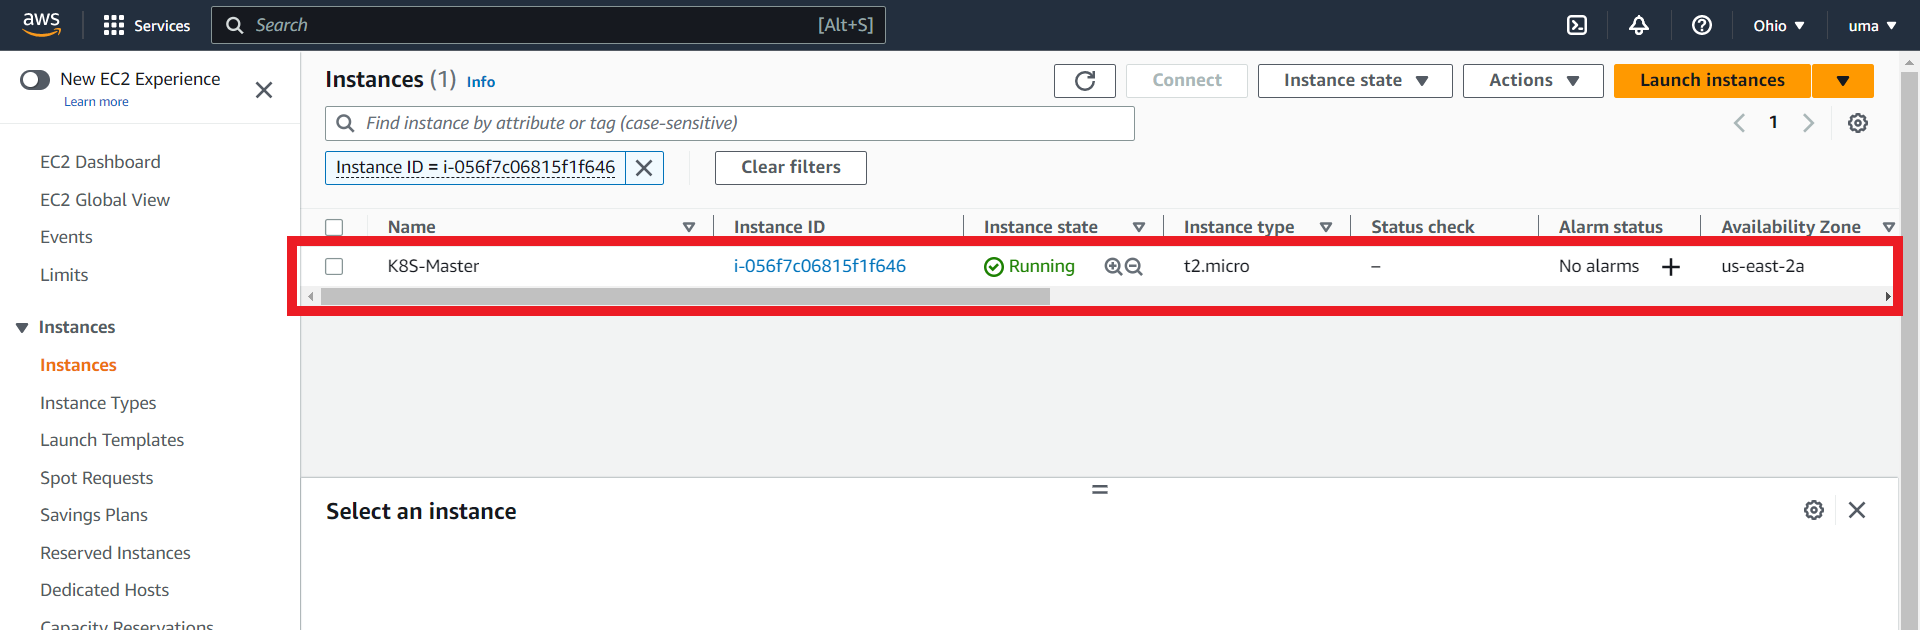 aws
Services
Search [Alt+S]
Ohio
uma
New EC2 Experience
Learn more
EC2 Dashboard
EC2 Global View
Events
Limits
Instances
Instances
Instance Types
Launch Templates
Spot Requests
Savings Plans
Reserved Instances
Dedicated Hosts
Capacity Reservations
Instances (1) Info
Connect
Instance state
Actions
Launch instances
Find instance by attribute or tag (case-sensitive)
1
Instance ID = i-056f7c06815f1f646
Clear filters
Name Instance ID Instance state Instance type Status check Alarm status Availability Zone
K8S-Master i-056f7c06815f1f646 Running t2.micro – No alarms + us-east-2a
Select an instance